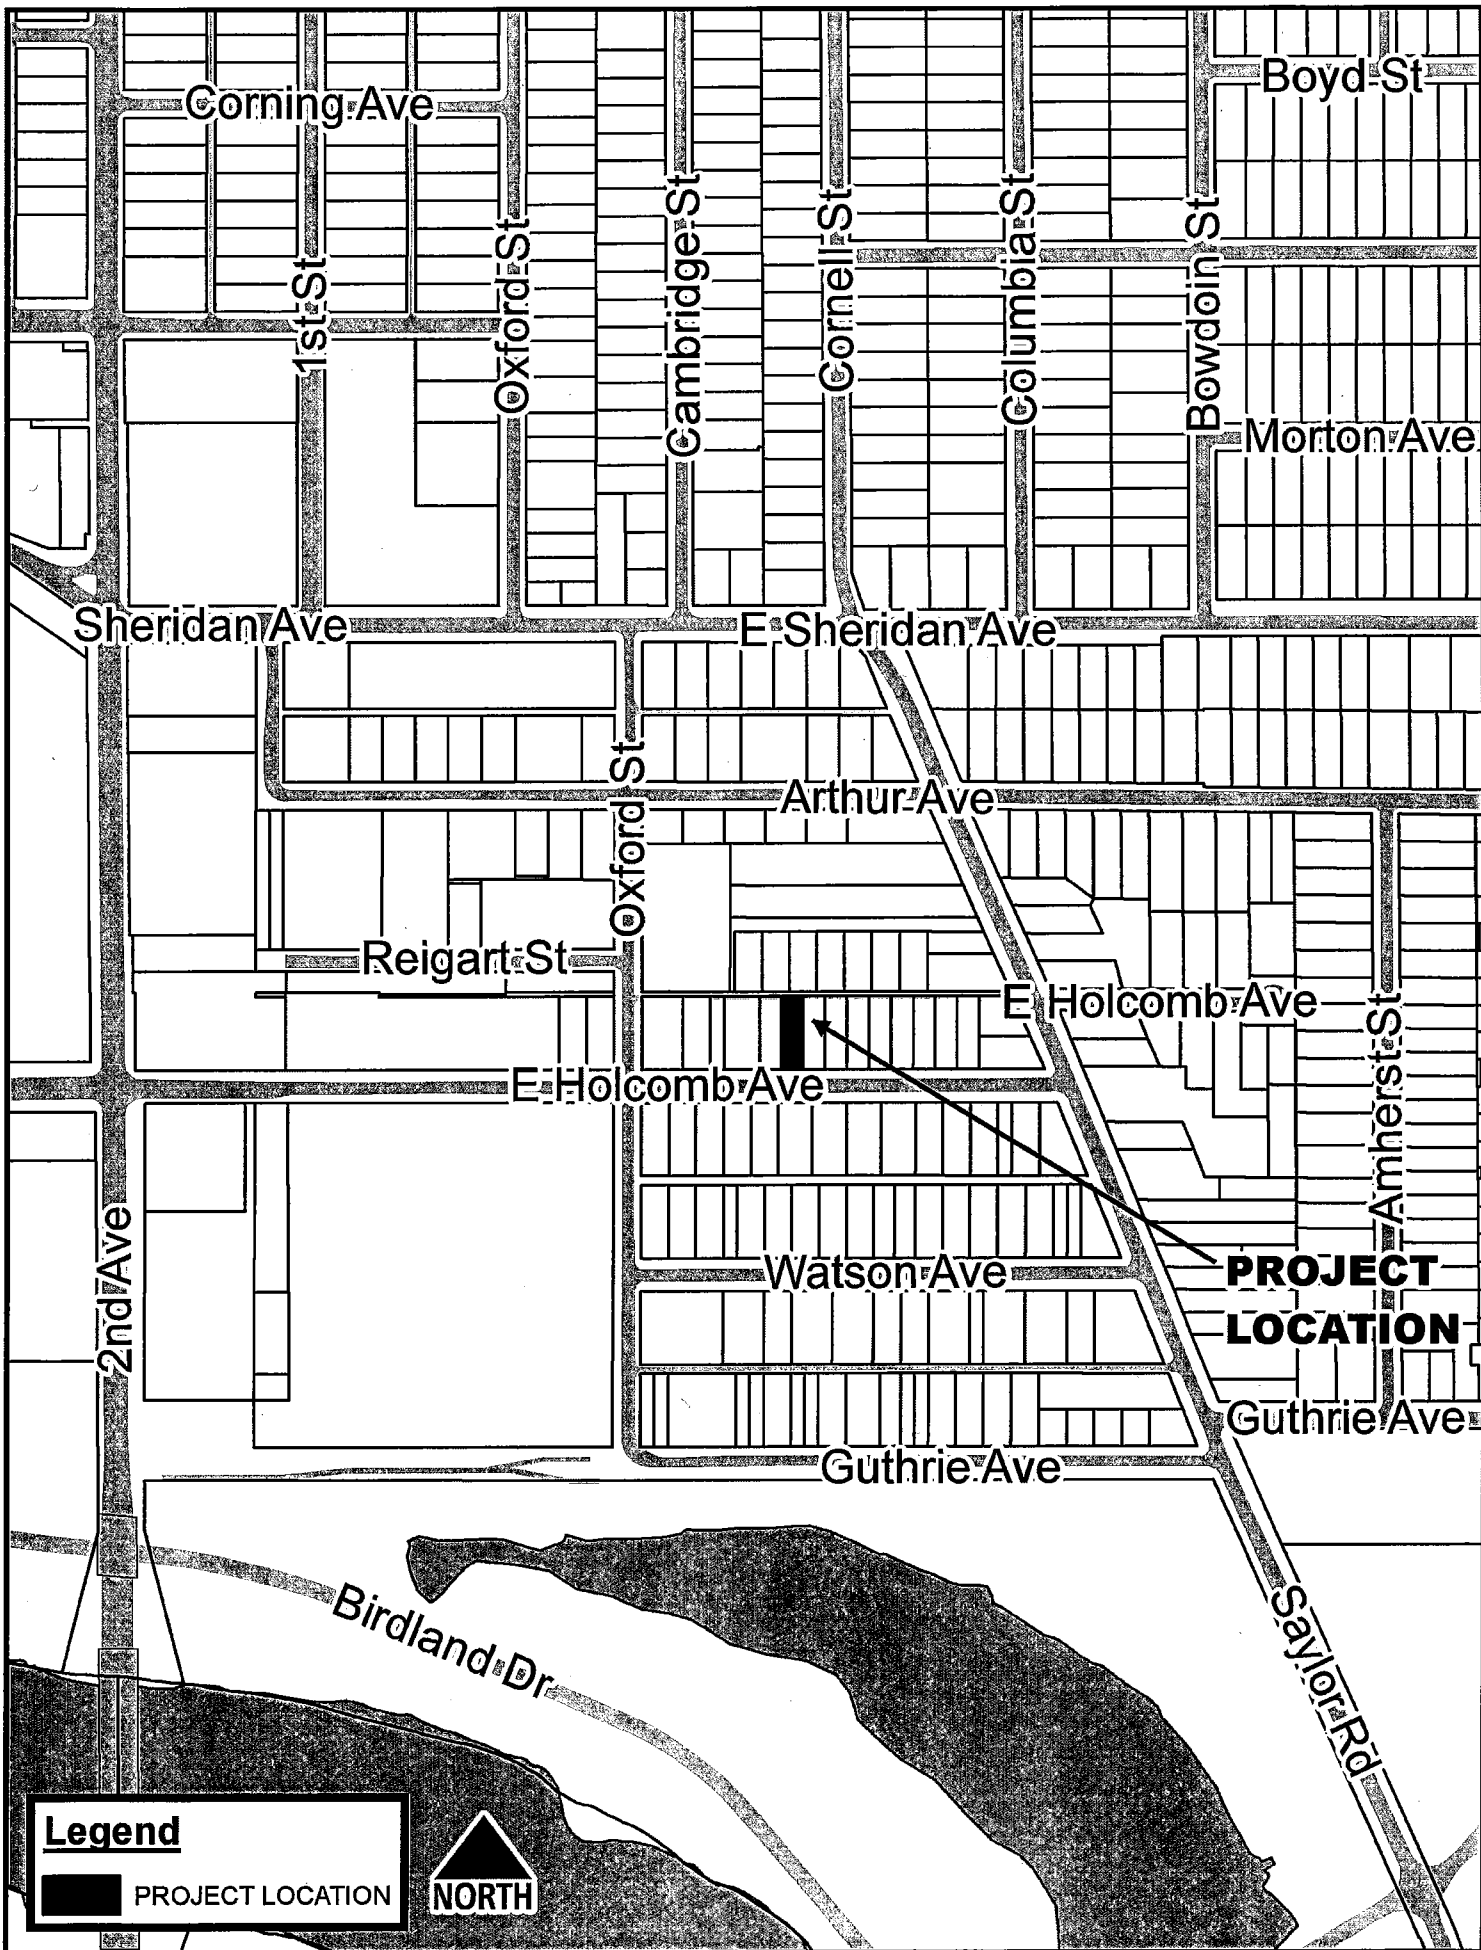 Boyd St
Corning Ave
Cambridge St
Columbia St
Cornell St
Bowdoin St
Oxford St
1st St
Morton Ave
Sheridan Ave
E Sheridan Ave
Oxford St
Arthur Ave
Reigart St
E Holcomb Ave
Amherst St
E Holcomb Ave
2nd Ave
Watson Ave
PROJECT
LOCATION
Guthrie Ave
Guthrie Ave
Birdland Dr
Saylor Rd
Legend
PROJECT LOCATION
NORTH